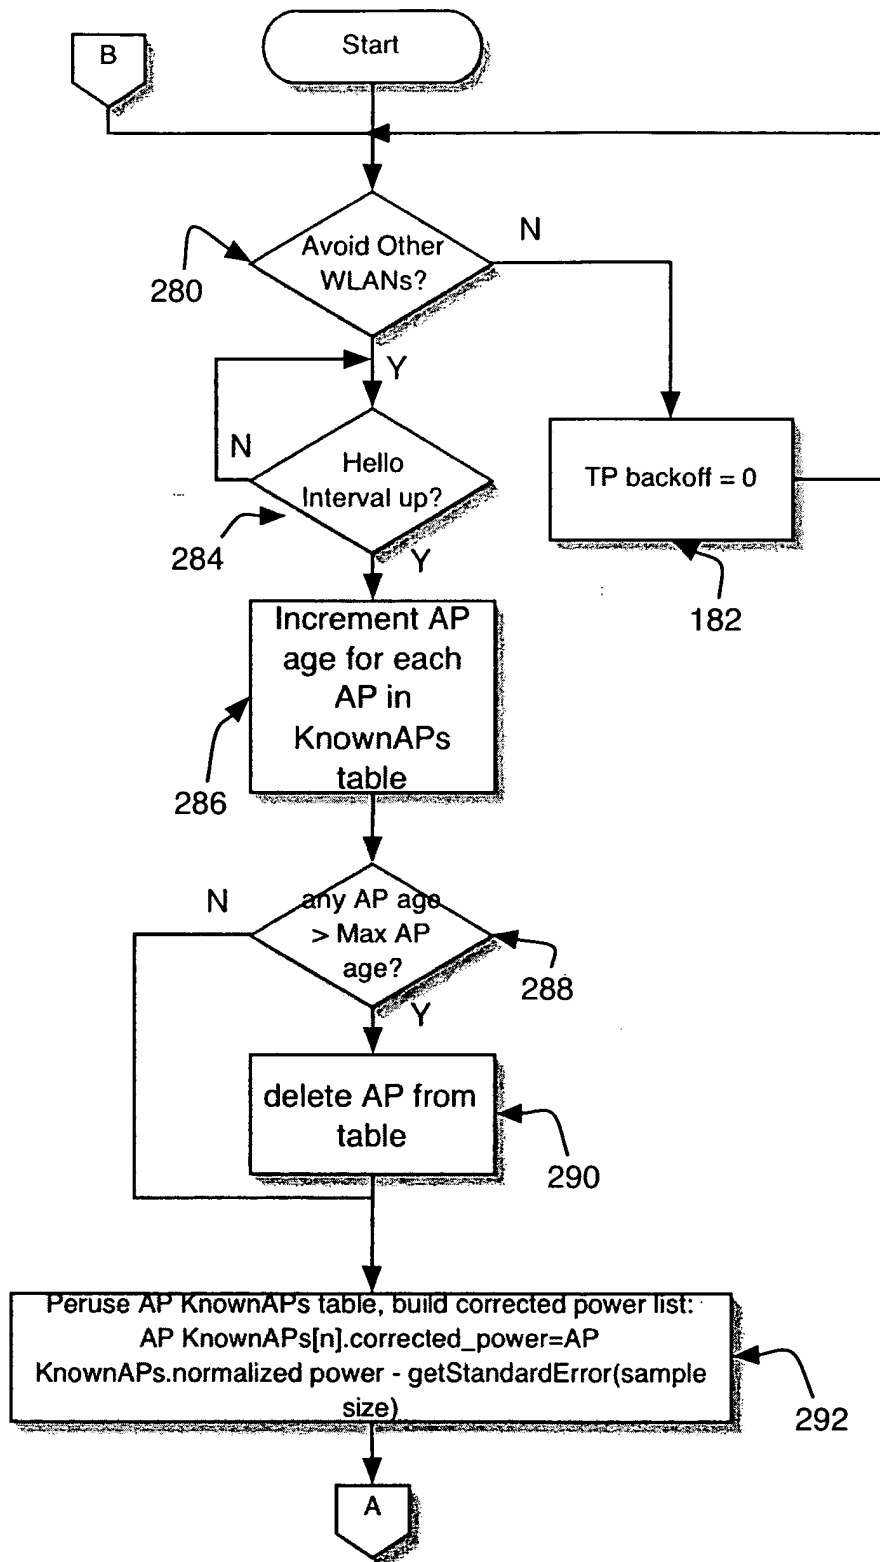 B
Start
Avoid Other
WLANs?
N
280
Y
N
Hello
Interval up?
284
Y
TP backoff = 0
182
Increment AP
age for each
AP in
KnownAPs
table
286
N
any AP age
> Max AP
age?
288
Y
delete AP from
table
290
Peruse AP KnownAPs table, build corrected power list:
AP KnownAPs[n].corrected_power=AP
KnownAPs.normalized power - getStandardError(sample
size)
292
A